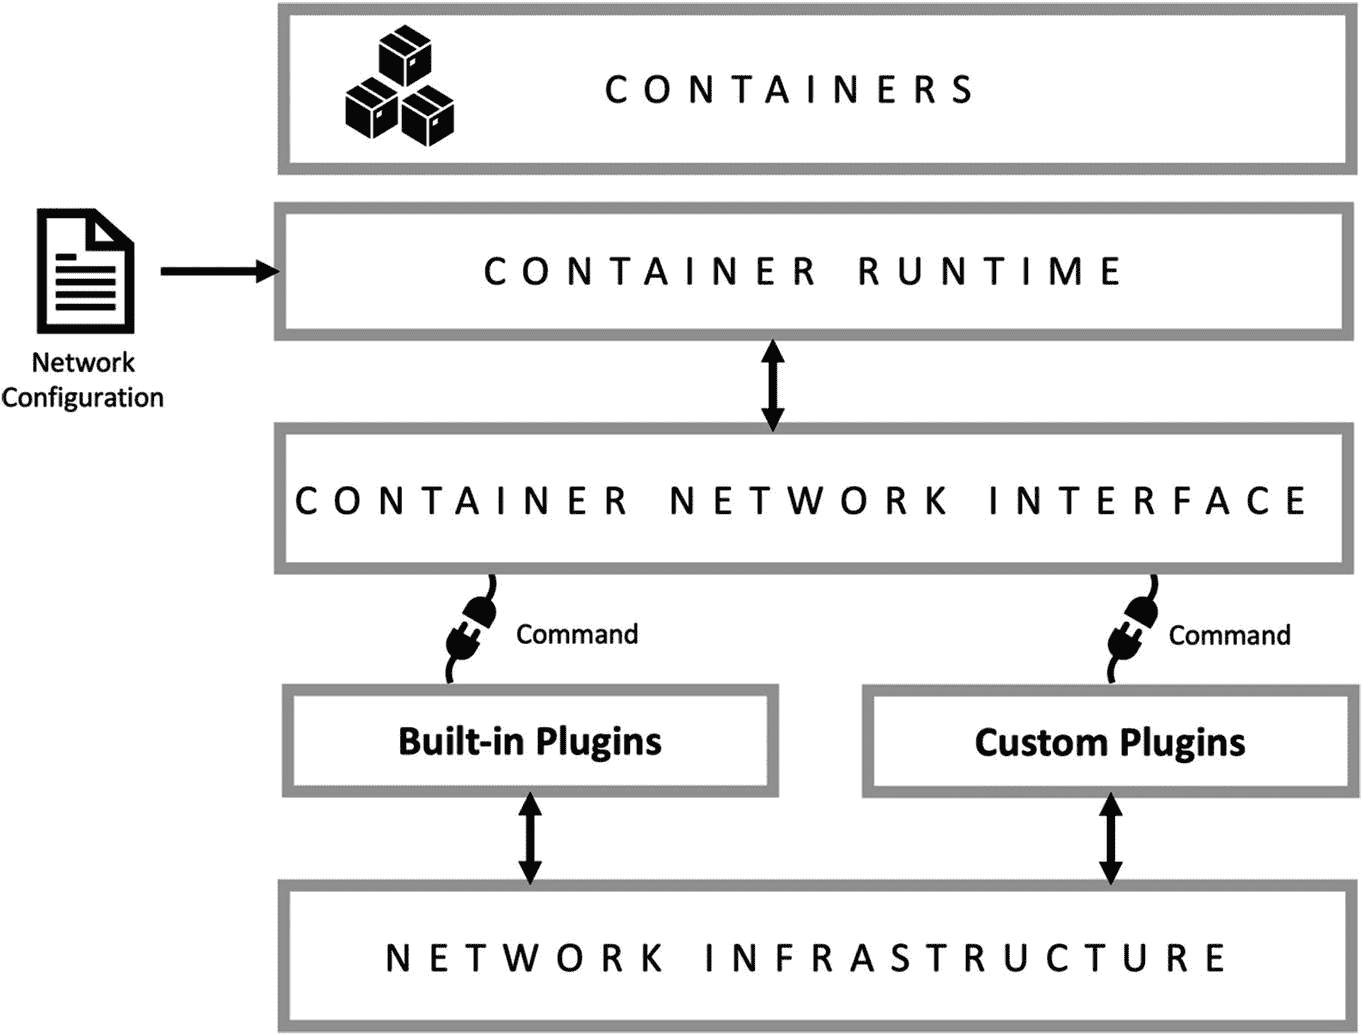 CONTAINERS
CONTAINER RUNTIME
Network
Configuration
CONTAINER NETWORK INTERFACE
Command
Command
Built-in Plugins
Custom Plugins
NETWORK INFRASTRUCTURE